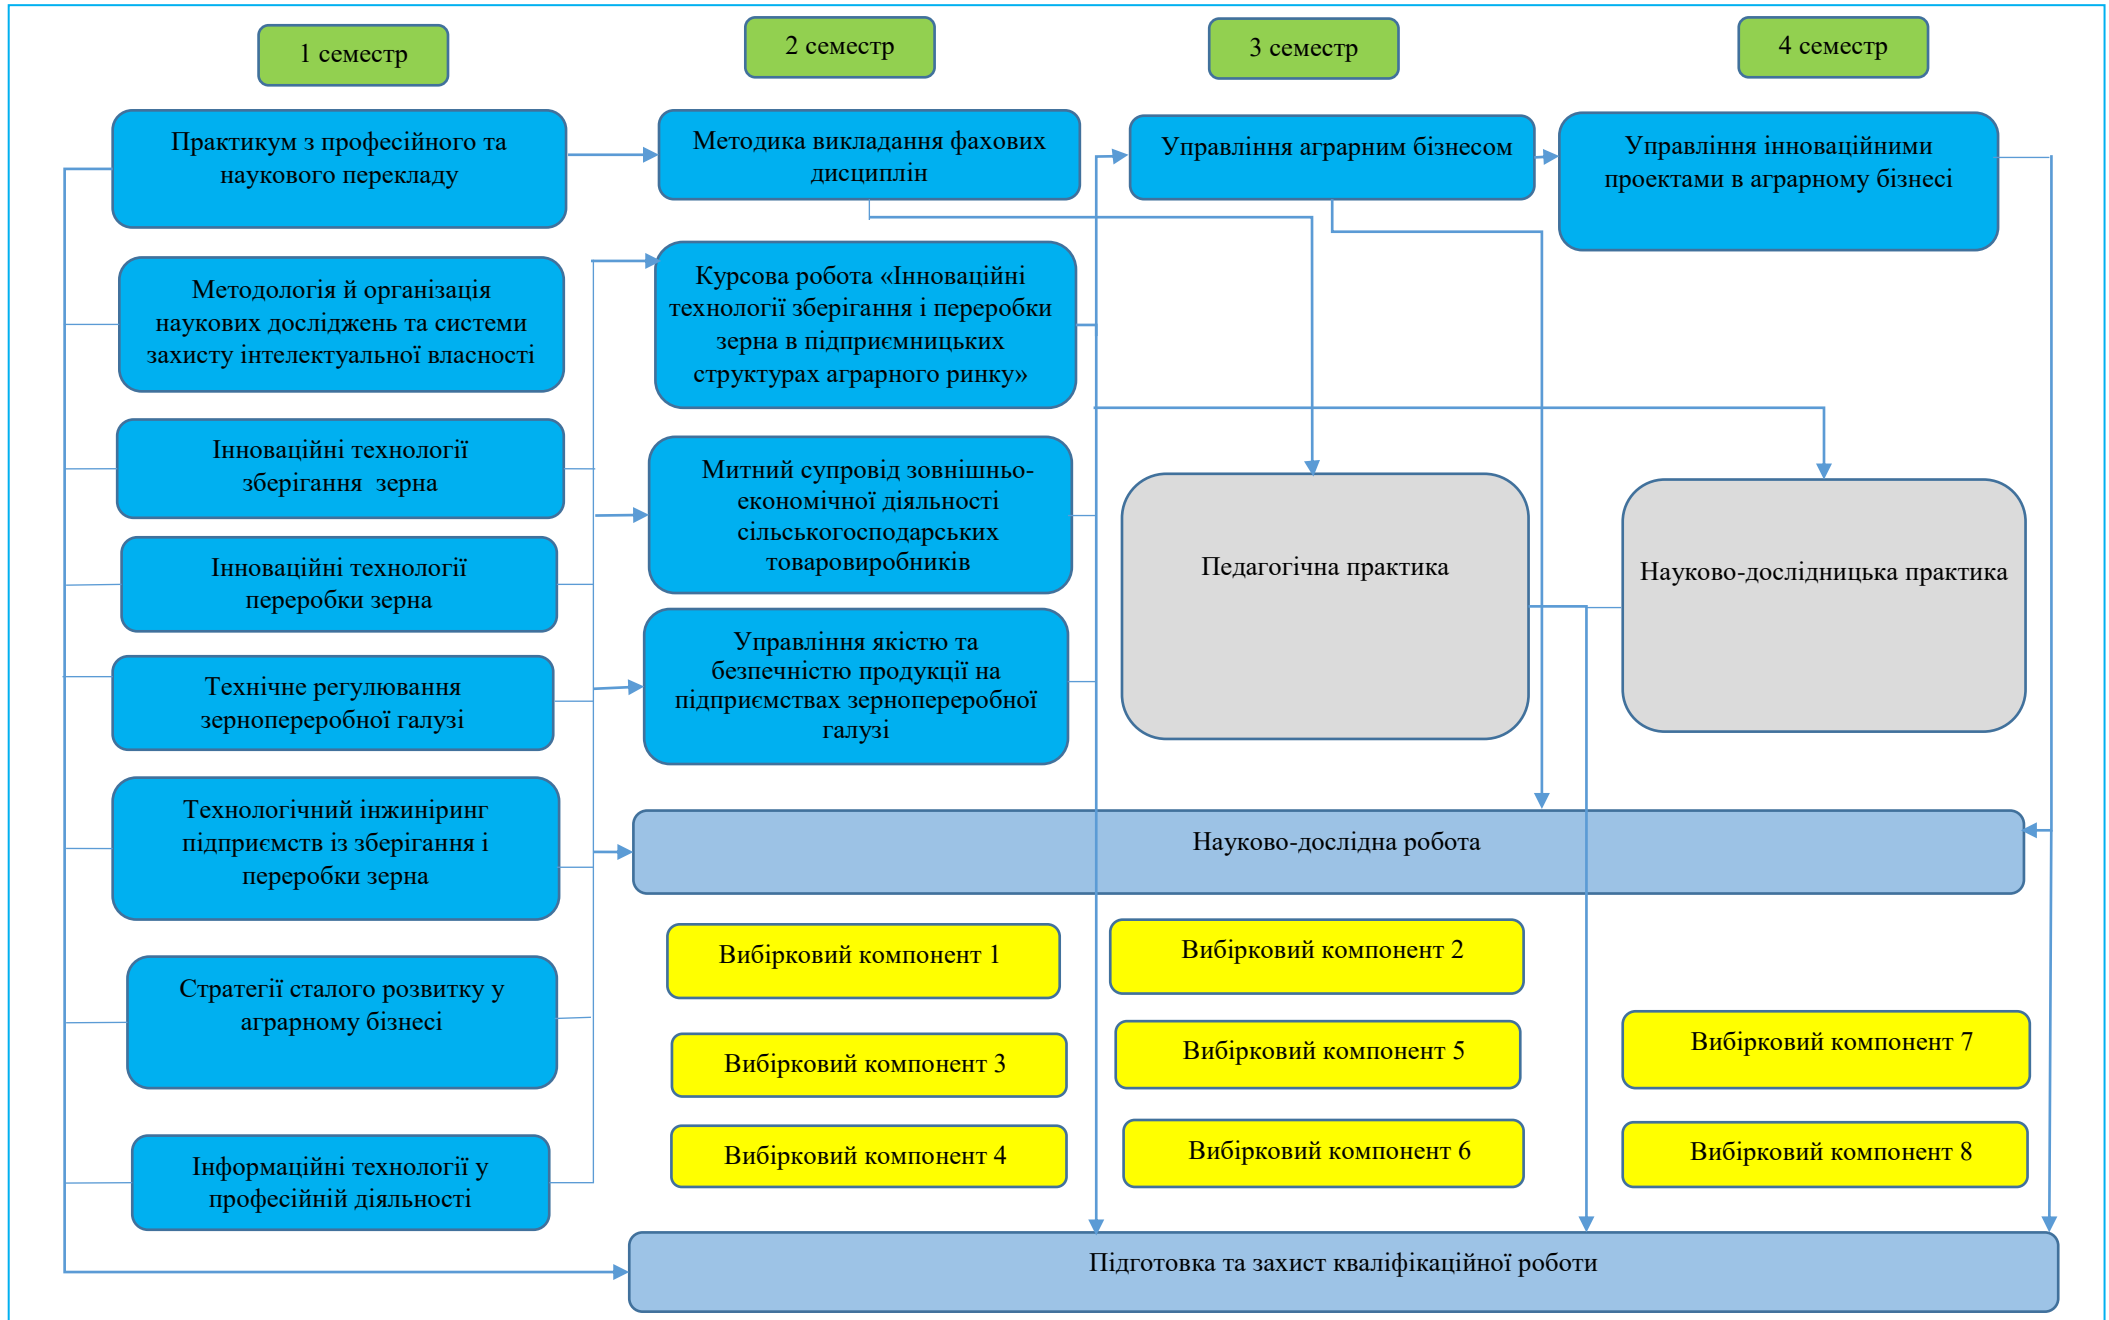 1 семестр
2 семестр
3 семестр
4 семестр
Практикум з професійного та
наукового перекладу
Методика викладання фахових
дисциплін
Управління аграрним бізнесом
Управління інноваційними
проектами в аграрному бізнесі
Методологія й організація
наукових досліджень та системи
захисту інтелектуальної власності
Курсова робота «Інноваційні
технології зберігання і переробки
зерна в підприємницьких
структурах аграрного ринку»
Інноваційні технології
зберігання зерна
Митний супровід зовнішньо-
економічної діяльності
сільськогосподарських
товаровиробників
Педагогічна практика
Науково-дослідницька практика
Інноваційні технології
переробки зерна
Управління якістю та
безпечністю продукції на
підприємствах зернопереробної
галузі
Технічне регулювання
зернопереробної галузі
Технологічний інжиніринг
підприємств із зберігання і
переробки зерна
Науково-дослідна робота
Вибірковий компонент 1
Вибірковий компонент 2
Стратегії сталого розвитку у
аграрному бізнесі
Вибірковий компонент 3
Вибірковий компонент 5
Вибірковий компонент 7
Інформаційні технології у
професійній діяльності
Вибірковий компонент 4
Вибірковий компонент 6
Вибірковий компонент 8
Підготовка та захист кваліфікаційної роботи